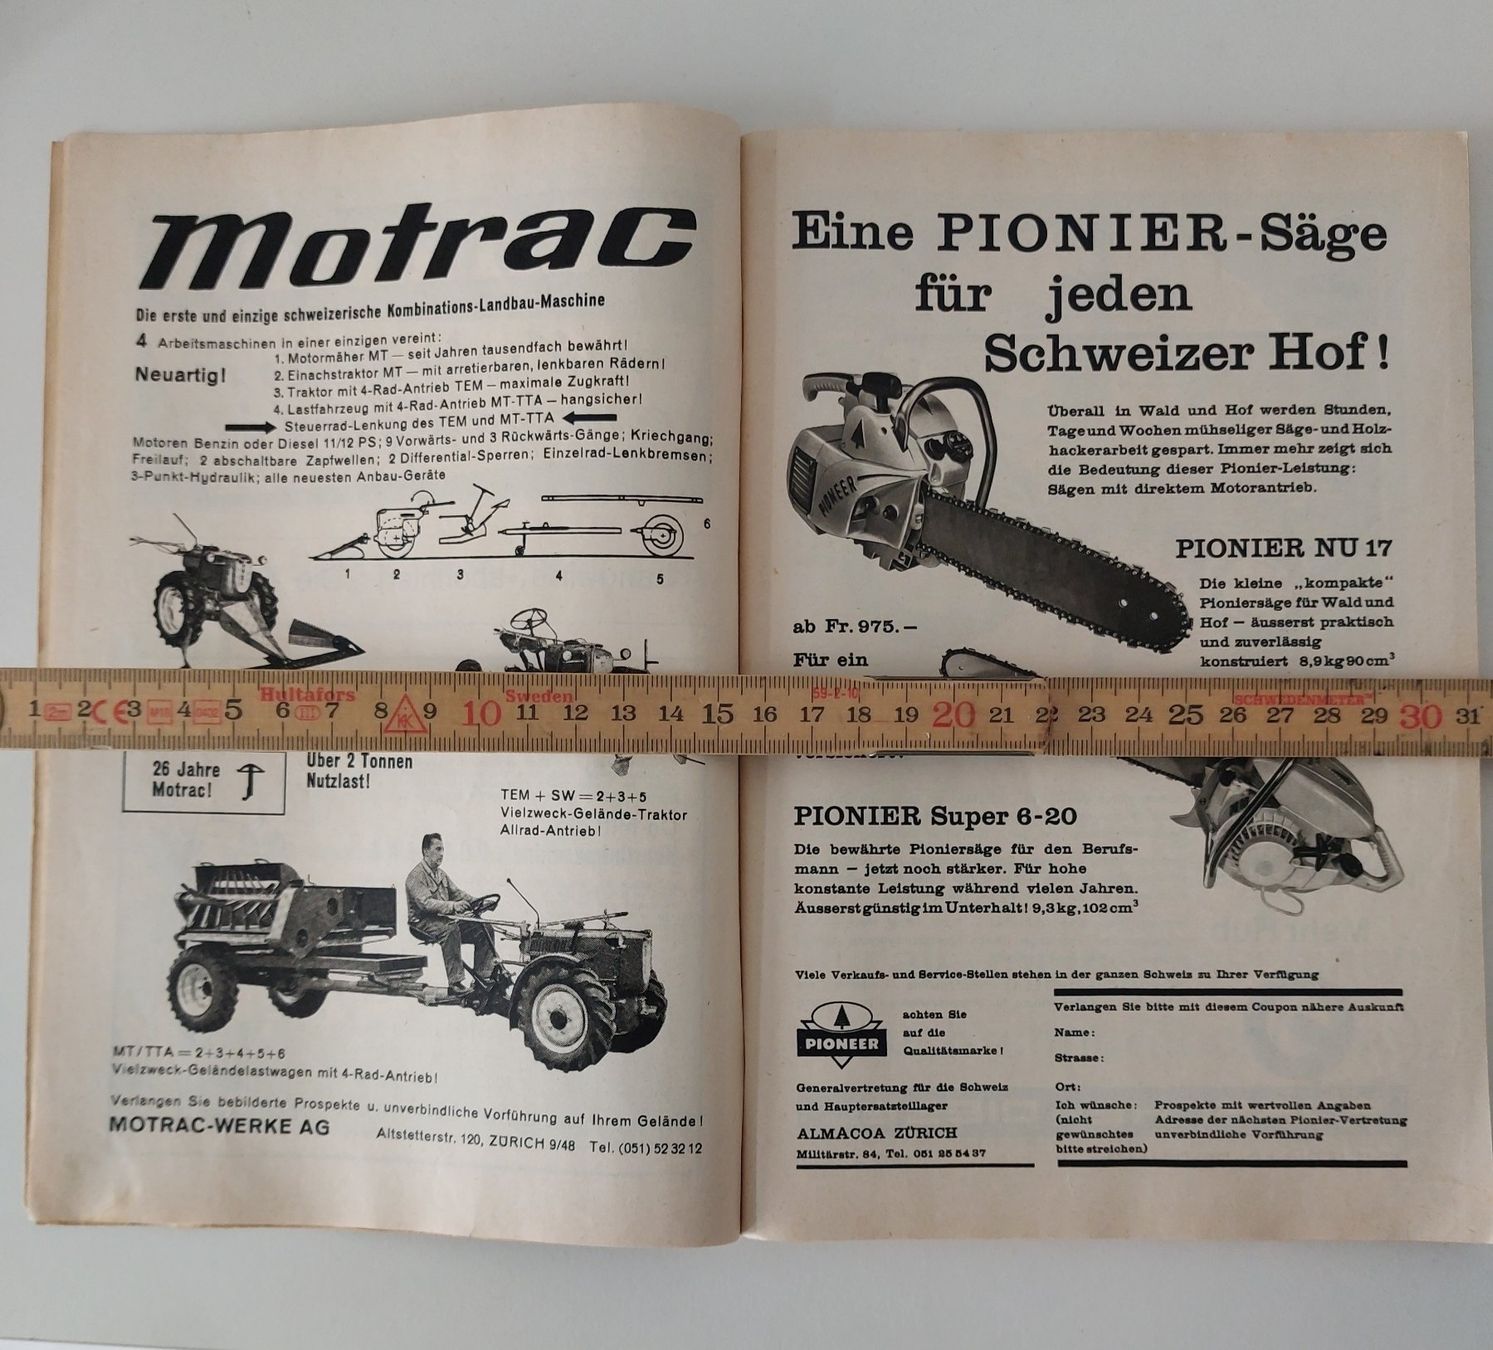 Motrac
Die erste und einzige schweizerische Kombinations-Landbau-Maschine
4 Arbeitsmaschinen in einer einzigen vereint:
1. Motormäher MT — seit Jahren tausendfach bewährt!
Neuartig! 2. Einachstraktor MT — mit arretierbaren, lenkbaren Rädern!
3. Traktor mit 4-Rad-Antrieb TEM — maximale Zugkraft!
4. Lastfahrzeug mit 4-Rad-Antrieb MT-TTA — hangsicher!
Steuerrad-Lenkung des TEM und MT-TTA
Motoren Benzin oder Diesel 11/12 PS; 9 Vorwärts- und 3 Rückwärts-Gänge; Kriechgang;
Freilauf; 2 abschaltbare Zapfwellen; 2 Differential-Sperren; Einzelrad-Lenkbremsen;
3-Punkt-Hydraulik; alle neuesten Anbau-Geräte
6
1 2 3 4 5
26 Jahre
Motrac!
Über 2 Tonnen
Nutzlast!
TEM + SW = 2+3+5
Vielzweck-Gelände-Traktor
Allrad-Antrieb!
MT/TTA = 2+3+4+5+6
Vielzweck-Geländelastwagen mit 4-Rad-Antrieb!
Verlangen Sie bebilderte Prospekte u. unverbindliche Vorführung auf Ihrem Gelände!
MOTRAC-WERKE AG Altstetterstr. 120, ZÜRICH 9/48 Tel. (051) 52 32 12
Hultafors Sweden 59-2-10 SCHWEDENMETER
1 2 CE 3 4 5 6 III 7 8 9 10 11 12 13 14 15 16 17 18 19 20 21 22 23 24 25 26 27 28 29 30 31
Eine PIONIER-Säge
für jeden
Schweizer Hof!
PIONEER
Überall in Wald und Hof werden Stunden,
Tage und Wochen mühseliger Säge- und Holz-
hackerarbeit gespart. Immer mehr zeigt sich
die Bedeutung dieser Pionier-Leistung:
Sägen mit direktem Motorantrieb.
PIONIER NU 17
Die kleine „kompakte“
Pioniersäge für Wald und
Hof — äusserst praktisch
und zuverlässig
konstruiert 8,9 kg 90 cm³
ab Fr. 975.—
Für ein
PIONIER Super 6-20
Die bewährte Pioniersäge für den Berufs-
mann — jetzt noch stärker. Für hohe
konstante Leistung während vielen Jahren.
Äusserst günstig im Unterhalt! 9,3 kg, 102 cm³
Viele Verkaufs- und Service-Stellen stehen in der ganzen Schweiz zu Ihrer Verfügung
PIONEER
achten Sie
auf die
Qualitätsmarke!
Generalvertretung für die Schweiz
und Hauptersatzteillager
ALMACOA ZÜRICH
Militärstr. 84, Tel. 051 25 54 37
Verlangen Sie bitte mit diesem Coupon nähere Auskunft
Name:
Strasse:
Ort:
Ich wünsche: Prospekte mit wertvollen Angaben
(nicht Adresse der nächsten Pionier-Vertretung
gewünschtes unverbindliche Vorführung
bitte streichen)